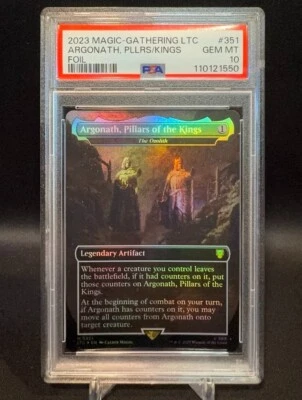 2023 MAGIC-GATHERING LTC #351
ARGONATH, PLLRS/KINGS GEM MT
FOIL 10
PSA 110121550
Argonath, Pillars of the Kings
The Ozolith
Legendary Artifact
Whenever a creature you control leaves
the battlefield, if it had counters on it, put
those counters on Argonath, Pillars of the
Kings.
At the beginning of combat on your turn,
if Argonath has counters on it, you may
move all counters from Argonath onto
target creature.